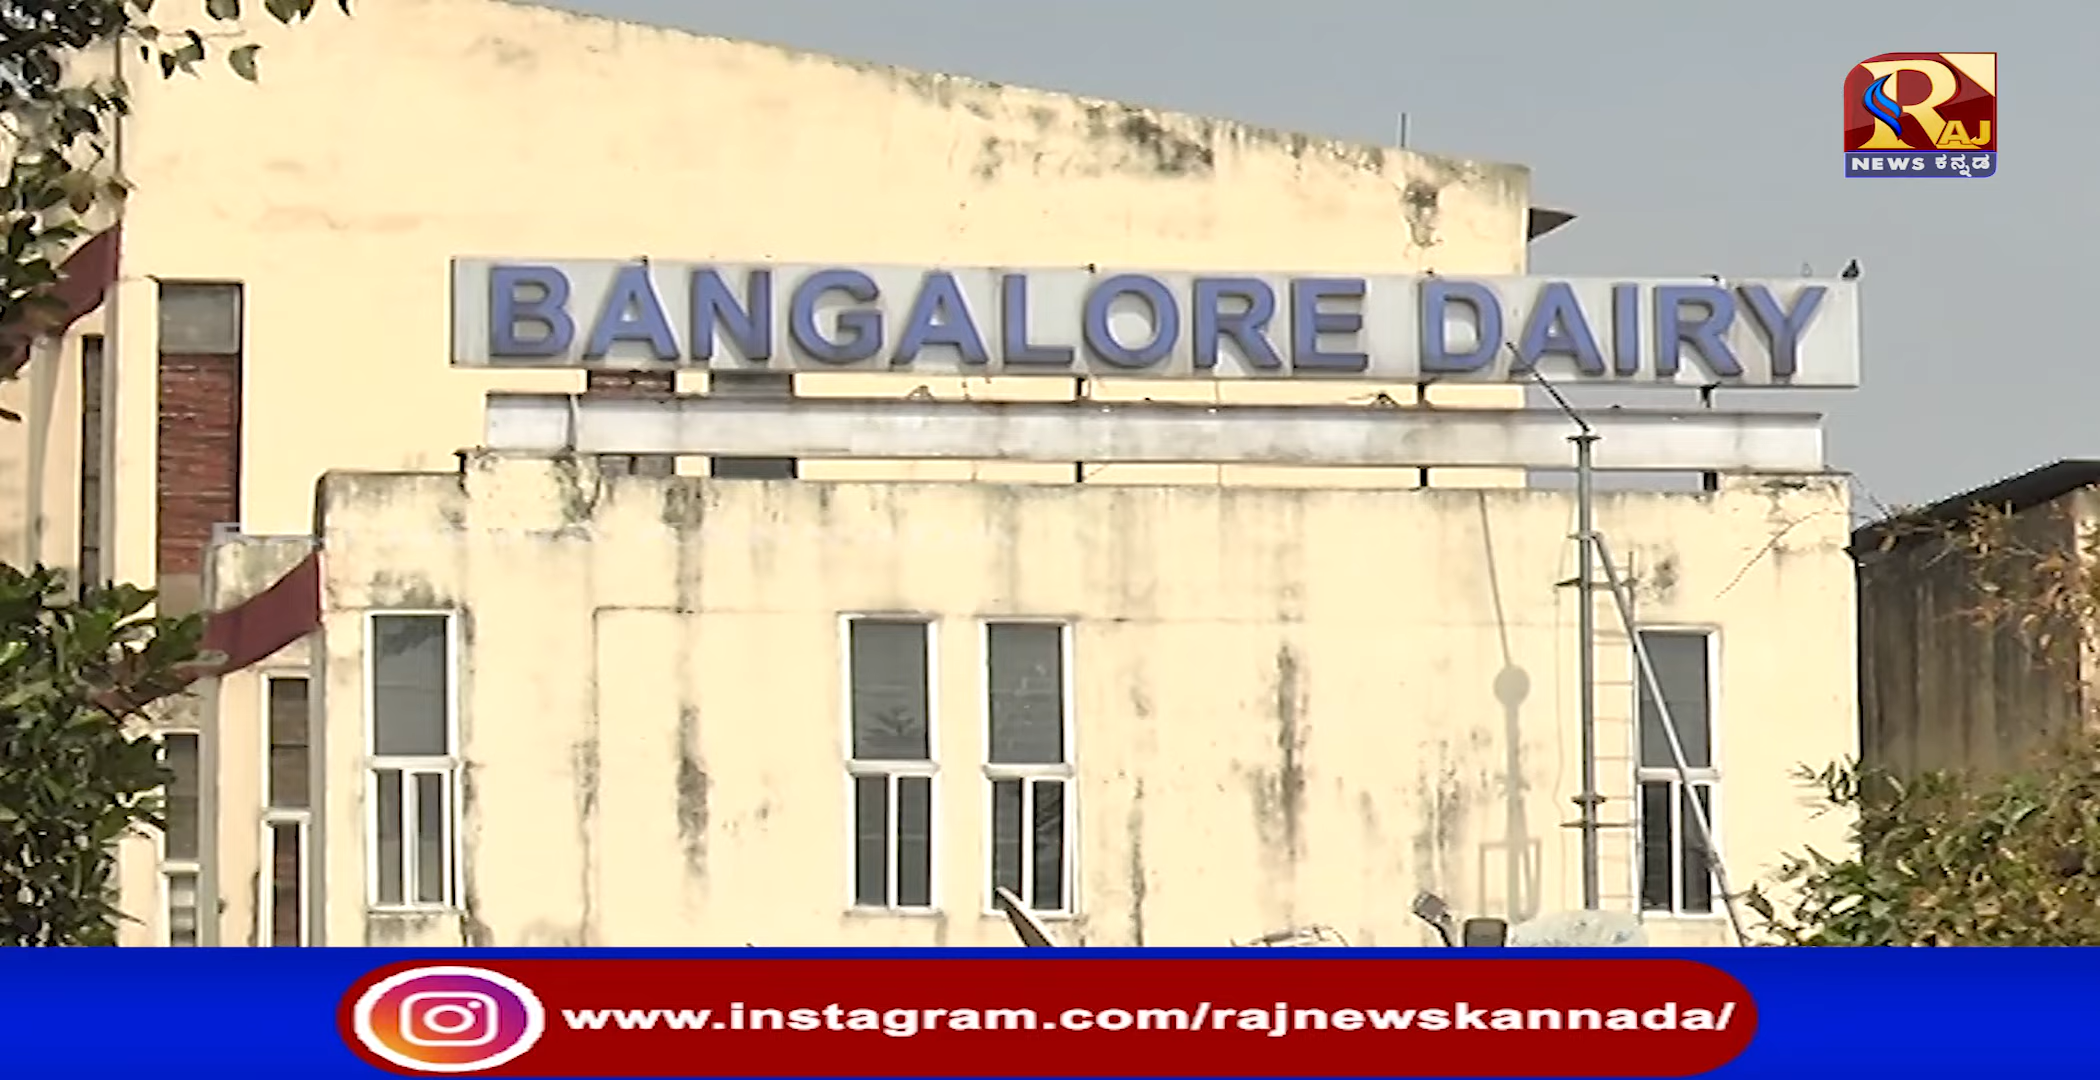 RAJ
NEWS ಕನ್ನಡ
BANGALORE DAIRY
www.instagram.com/rajnewskannada/